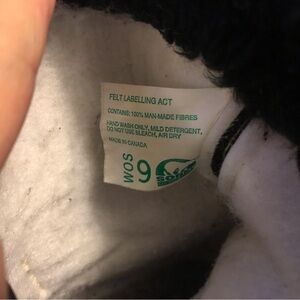 FELT LABELLING ACT
CONTAINS: 100% MAN-MADE FIBRES
HAND WASH ONLY, MILD DETERGENT,
DO NOT USE BLEACH, AIR DRY
MADE IN CANADA
WOS
9
SOREL